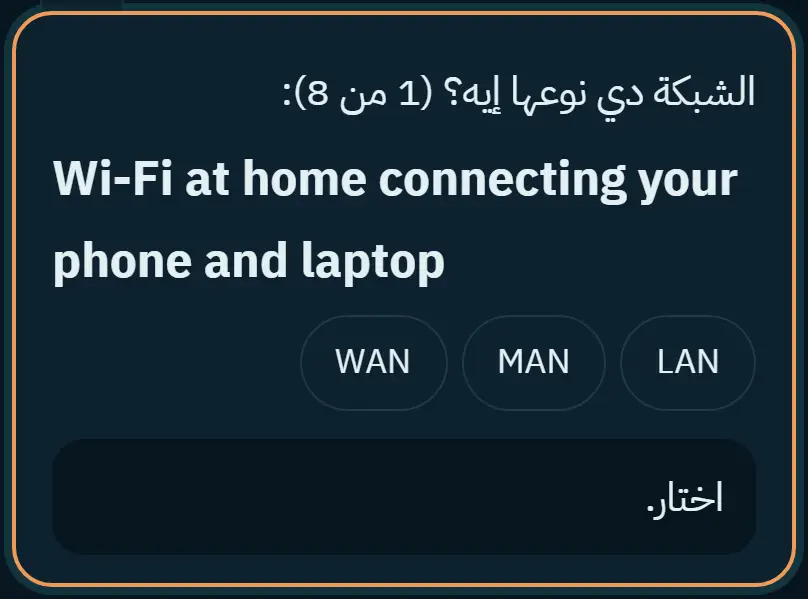 الشبكة دي نوعها إيه؟ (1 من 8):
Wi-Fi at home connecting your
phone and laptop
LAN MAN WAN
اختار.